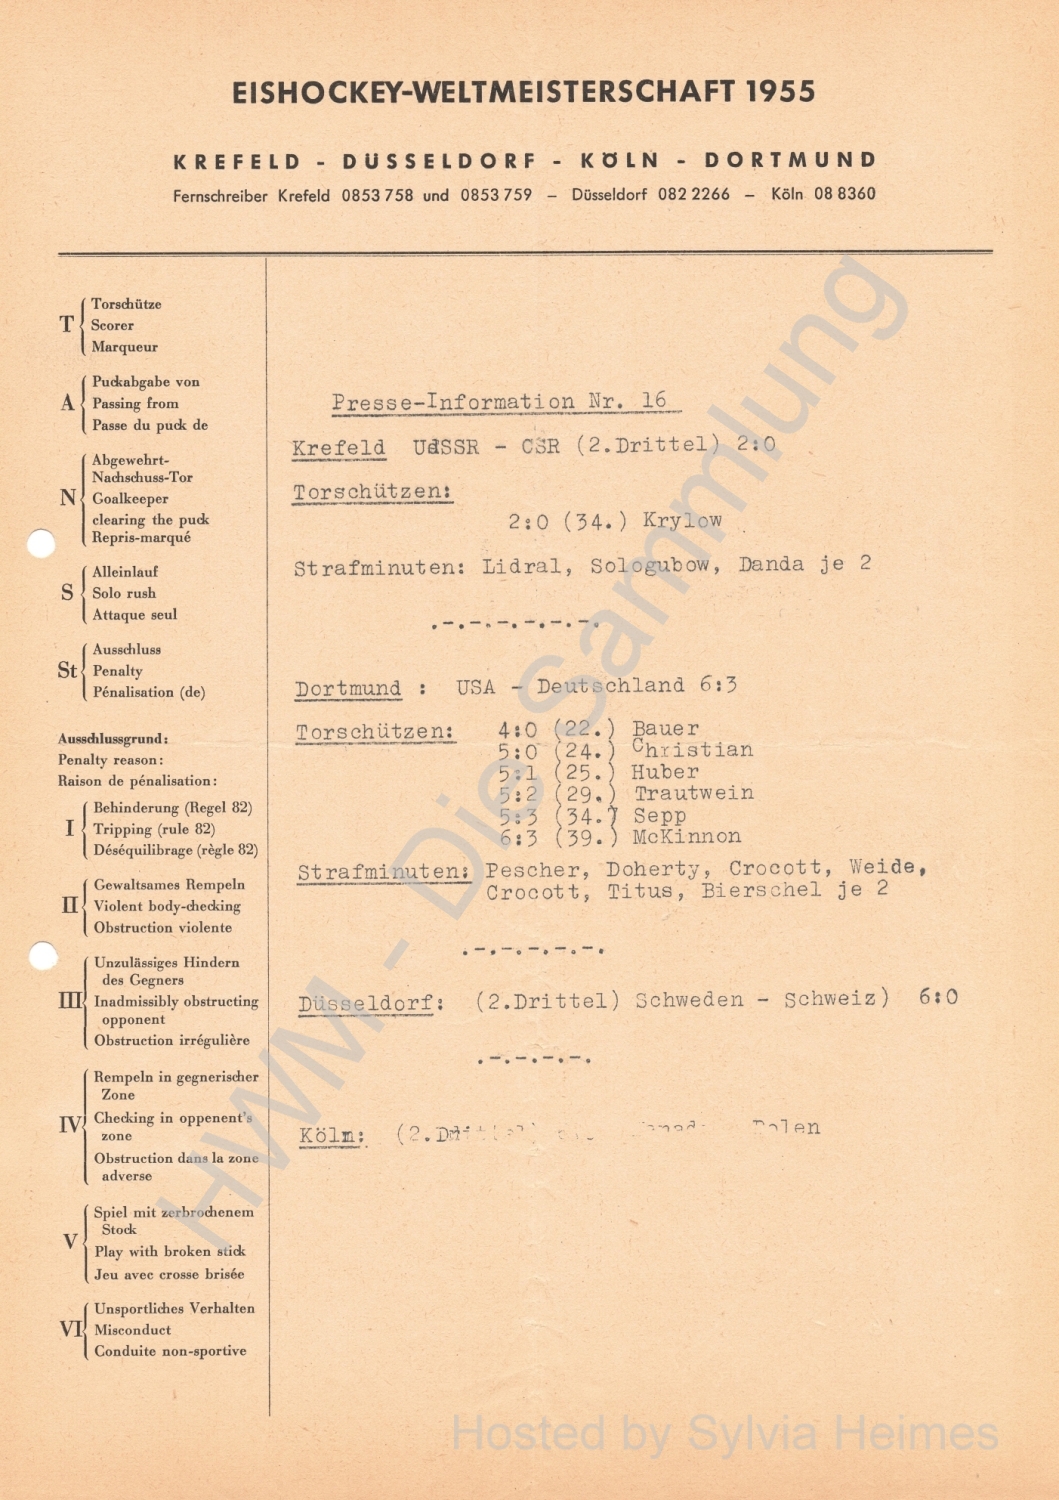 EISHOCKEY-WELTMEISTERSCHAFT 1955
KREFELD - DÜSSELDORF - KÖLN - DORTMUND
Fernschreiber Krefeld 0853 758 und 0853 759 – Düsseldorf 082 2266 – Köln 08 8360
T
Torschütze
Scorer
Marqueur
A
Puckabgabe von
Passing from
Passe du puck de
N
Abgewehrt-
Nachschuss-Tor
Goalkeeper
clearing the puck
Repris-marqué
S
Alleinlauf
Solo rush
Attaque seul
St
Ausschluss
Penalty
Pénalisation (de)
Ausschlussgrund:
Penalty reason:
Raison de pénalisation:
I
Behinderung (Regel 82)
Tripping (rule 82)
Déséquilibrage (règle 82)
II
Gewaltsames Rempeln
Violent body-checking
Obstruction violente
III
Unzulässiges Hindern
des Gegners
Inadmissibly obstructing
opponent
Obstruction irrégulière
IV
Rempeln in gegnerischer
Zone
Checking in oppenent's
zone
Obstruction dans la zone
adverse
V
Spiel mit zerbrochenem
Stock
Play with broken stick
Jeu avec crosse brisée
VI
Unsportliches Verhalten
Misconduct
Conduite non-sportive
Presse-Information Nr. 16
Krefeld UdSSR - CSR (2.Drittel) 2:0
Torschützen:
2:0 (34.) Krylow
Strafminuten: Lidral, Sologubow, Danda je 2
.-.-.-.-.-.-.
Dortmund : USA - Deutschland 6:3
Torschützen: 4:0 (22.) Bauer
5:0 (24.) Christian
5:1 (25.) Huber
5:2 (29.) Trautwein
5:3 (34.) Sepp
6:3 (39.) McKinnon
Strafminuten: Pescher, Doherty, Crocott, Weide,
Crocott, Titus, Bierschel je 2
.-.-.-.-.-.
Düsseldorf: (2.Drittel) Schweden - Schweiz) 6:0
.-.-.-.-.
Köln: (2. Polen
HWM - Die Sammlung
Hosted by Sylvia Heimes